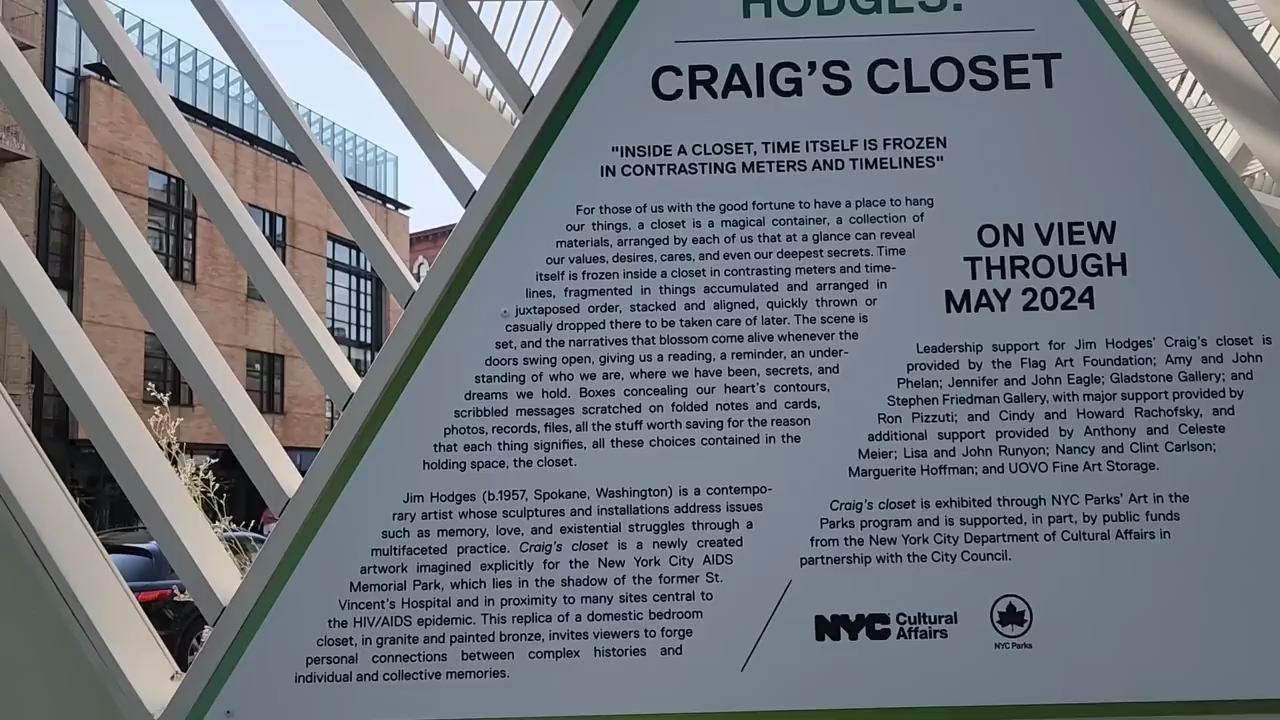 HODGES:
CRAIG'S CLOSET
"INSIDE A CLOSET, TIME ITSELF IS FROZEN
IN CONTRASTING METERS AND TIMELINES"
For those of us with the good fortune to have a place to hang
our things, a closet is a magical container, a collection of
materials, arranged by each of us that at a glance can reveal
our values, desires, cares, and even our deepest secrets. Time
itself is frozen inside a closet in contrasting meters and time-
lines, fragmented in things accumulated and arranged in
juxtaposed order, stacked and aligned, quickly thrown or
casually dropped there to be taken care of later. The scene is
set, and the narratives that blossom come alive whenever the
doors swing open, giving us a reading, a reminder, an under-
standing of who we are, where we have been, secrets, and
dreams we hold. Boxes concealing our heart's contours,
scribbled messages scratched on folded notes and cards,
photos, records, files, all the stuff worth saving for the reason
that each thing signifies, all these choices contained in the
holding space, the closet.
Jim Hodges (b.1957, Spokane, Washington) is a contempo-
rary artist whose sculptures and installations address issues
such as memory, love, and existential struggles through a
multifaceted practice. Craig's closet is a newly created
artwork imagined explicitly for the New York City AIDS
Memorial Park, which lies in the shadow of the former St.
Vincent's Hospital and in proximity to many sites central to
the HIV/AIDS epidemic. This replica of a domestic bedroom
closet, in granite and painted bronze, invites viewers to forge
personal connections between complex histories and
individual and collective memories.
ON VIEW
THROUGH
MAY 2024
Leadership support for Jim Hodges' Craig's closet is
provided by the Flag Art Foundation; Amy and John
Phelan; Jennifer and John Eagle; Gladstone Gallery; and
Stephen Friedman Gallery, with major support provided by
Ron Pizzuti; and Cindy and Howard Rachofsky, and
additional support provided by Anthony and Celeste
Meier; Lisa and John Runyon; Nancy and Clint Carlson;
Marguerite Hoffman; and UOVO Fine Art Storage.
Craig's closet is exhibited through NYC Parks' Art in the
Parks program and is supported, in part, by public funds
from the New York City Department of Cultural Affairs in
partnership with the City Council.
NYC Cultural
Affairs
NYC Parks